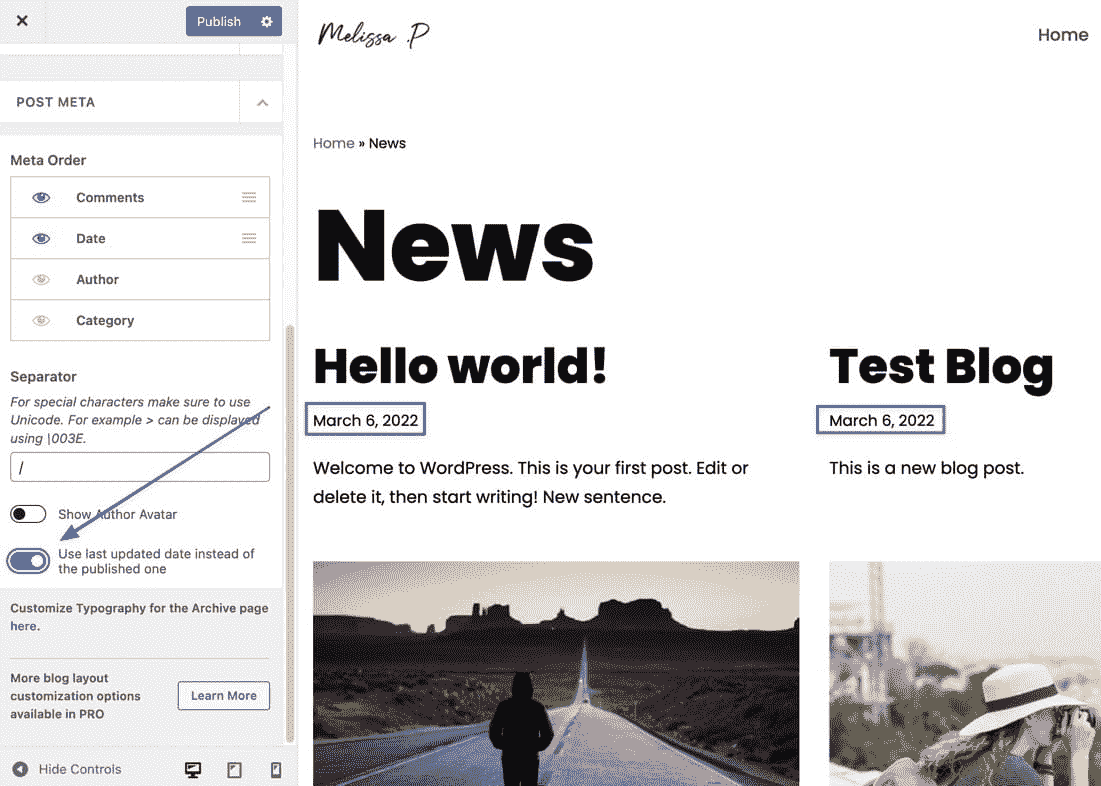 Publish
POST META
Meta Order
Comments
Date
Author
Category
Separator
For special characters make sure to use
Unicode. For example > can be displayed
using \003E.
/
Show Author Avatar
Use last updated date instead of
the published one
Customize Typography for the Archive page
here.
More blog layout
customization options
available in PRO
Learn More
Hide Controls
Melissa .P
Home
Home » News
News
Hello world!
March 6, 2022
Welcome to WordPress. This is your first post. Edit or
delete it, then start writing! New sentence.
Test Blog
March 6, 2022
This is a new blog post.